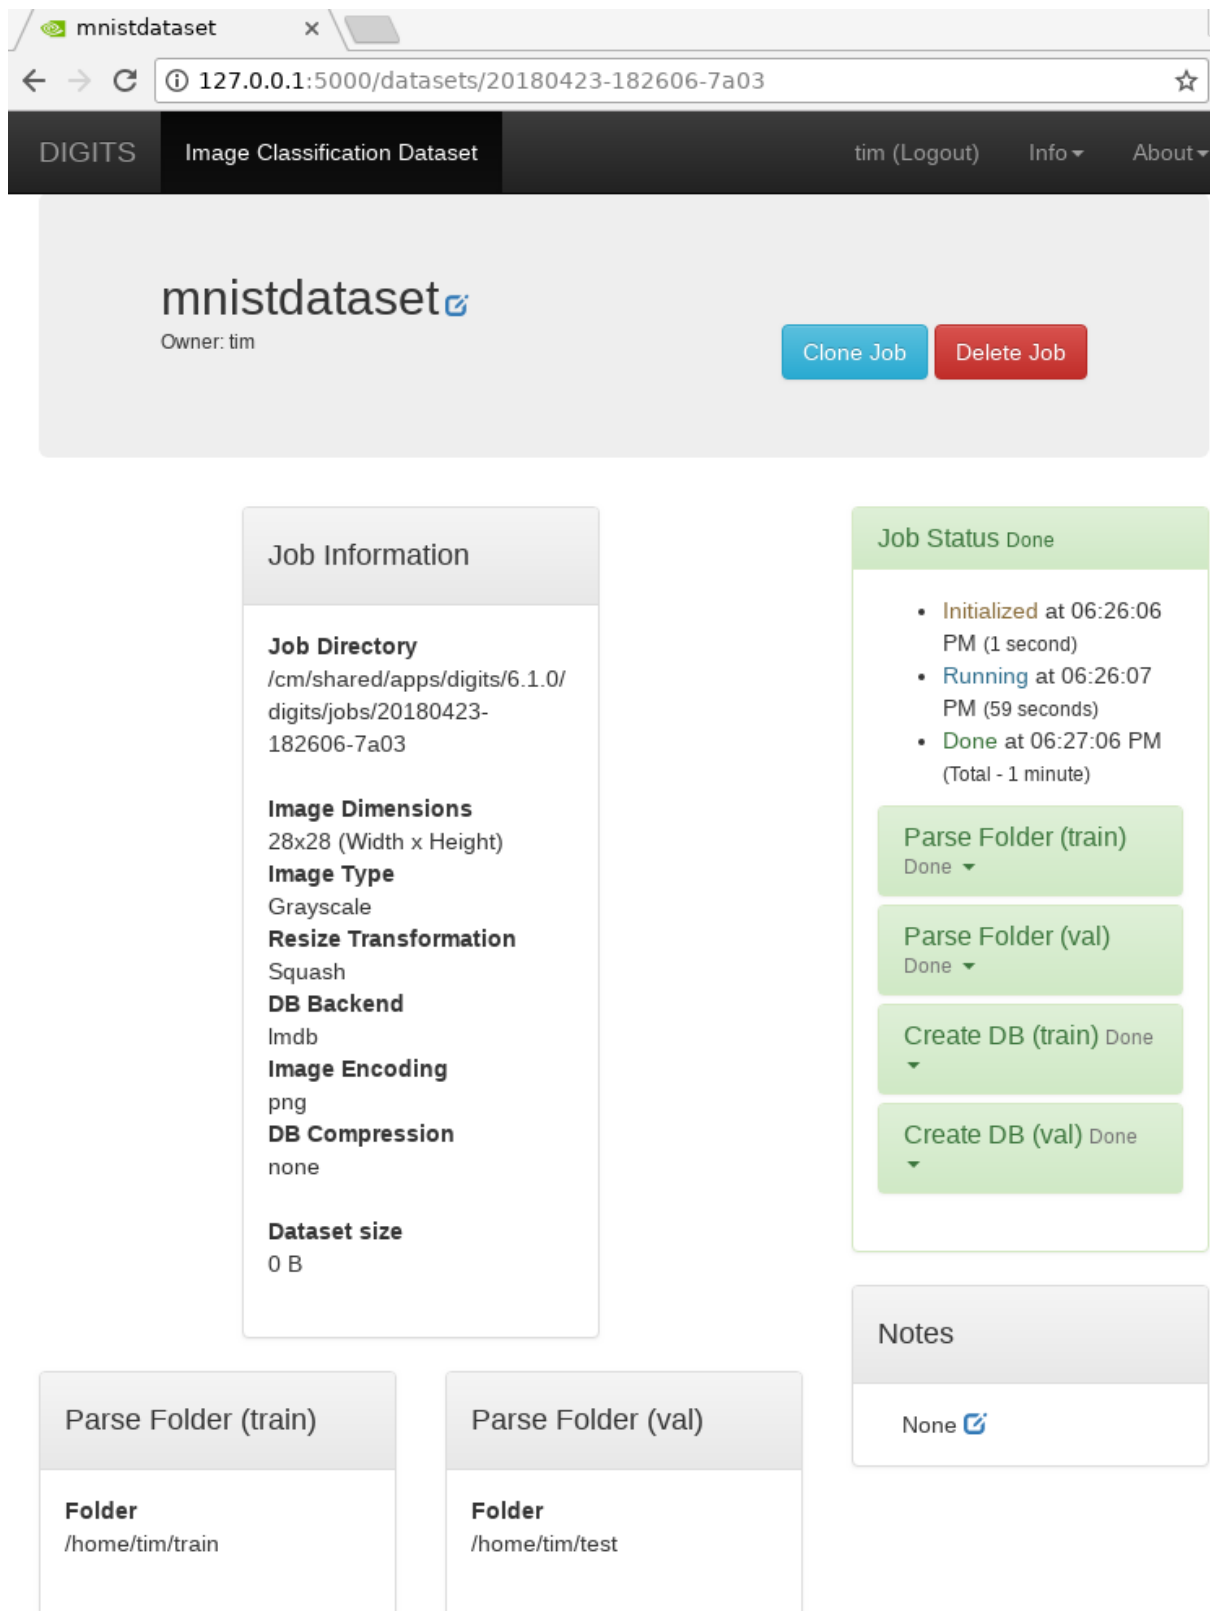 mnistdataset
127.0.0.1:5000/datasets/20180423-182606-7a03
DIGITS Image Classification Dataset tim (Logout) Info About
mnistdataset
Owner: tim
Clone Job Delete Job
Job Information
Job Directory
/cm/shared/apps/digits/6.1.0/
digits/jobs/20180423-
182606-7a03
Image Dimensions
28x28 (Width x Height)
Image Type
Grayscale
Resize Transformation
Squash
DB Backend
lmdb
Image Encoding
png
DB Compression
none
Dataset size
0 B
Job Status Done
Initialized at 06:26:06
PM (1 second)
Running at 06:26:07
PM (59 seconds)
Done at 06:27:06 PM
(Total - 1 minute)
Parse Folder (train)
Done
Parse Folder (val)
Done
Create DB (train) Done
Create DB (val) Done
Notes
None
Parse Folder (train)
Folder
/home/tim/train
Parse Folder (val)
Folder
/home/tim/test